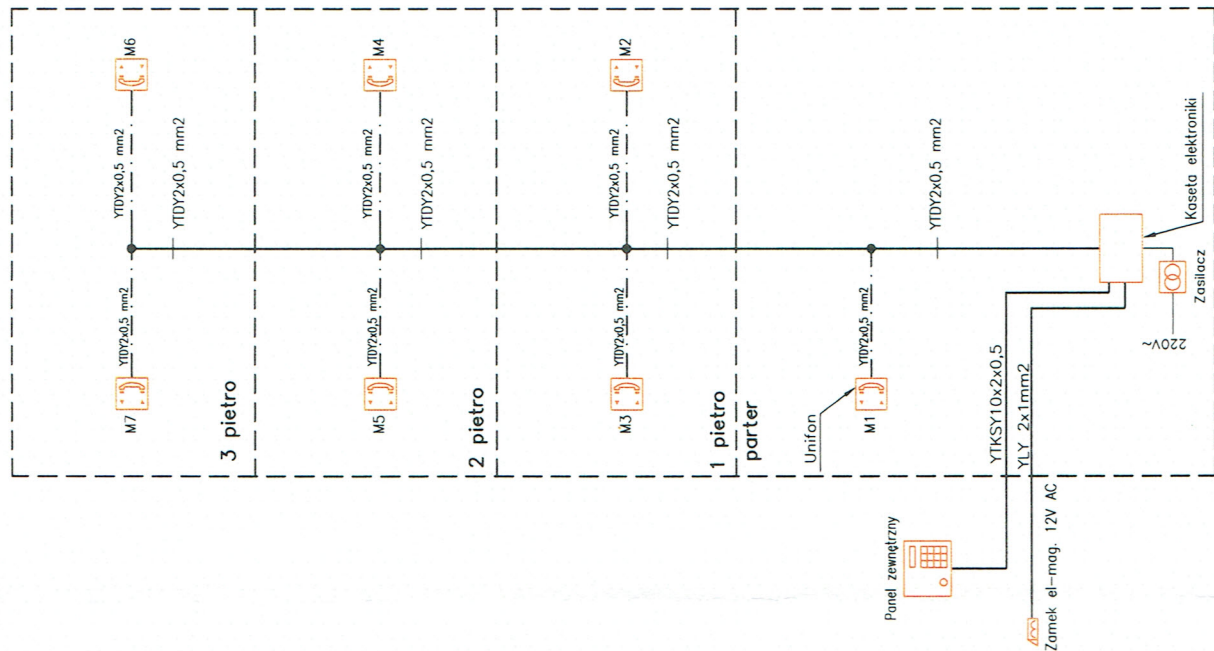 M6
YTDY2x0,5 mm2
YTDY2x0,5 mm2
YTDY2x0,5 mm2
M7
3 pietro
M4
YTDY2x0,5 mm2
YTDY2x0,5 mm2
YTDY2x0,5 mm2
M5
2 pietro
M2
YTDY2x0,5 mm2
YTDY2x0,5 mm2
YTDY2x0,5 mm2
M3
1 pietro
parter
Unifon
M1
YTDY2x0,5 mm2
YTDY2x0,5 mm2
Kaseta elektroniki
Zasilacz
220V~
YTKSY10x2x0,5
YLY 2x1mm2
Panel zewnętrzny
Zamek el-mag. 12V AC